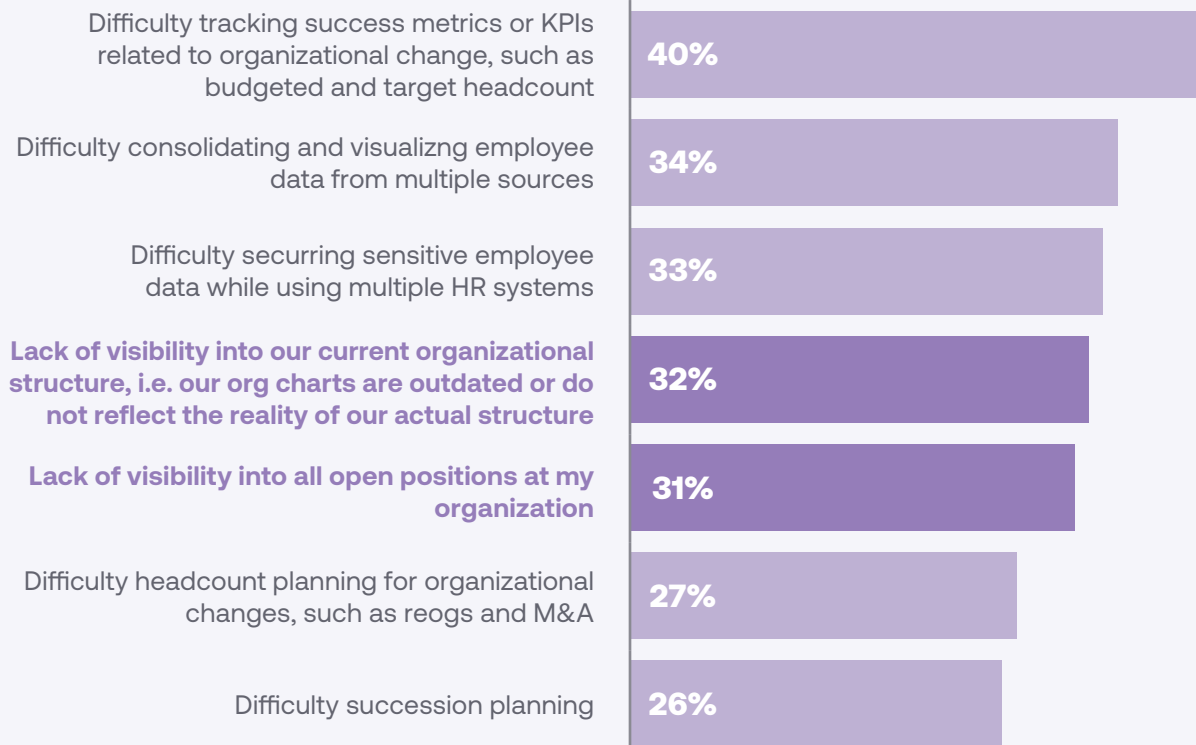 Difficulty tracking success metrics or KPIs
related to organizational change, such as
budgeted and target headcount
40%
Difficulty consolidating and visualizng employee
data from multiple sources
34%
Difficulty securring sensitive employee
data while using multiple HR systems
33%
Lack of visibility into our current organizational
structure, i.e. our org charts are outdated or do
not reflect the reality of our actual structure
32%
Lack of visibility into all open positions at my
organization
31%
Difficulty headcount planning for organizational
changes, such as reogs and M&A
27%
Difficulty succession planning
26%